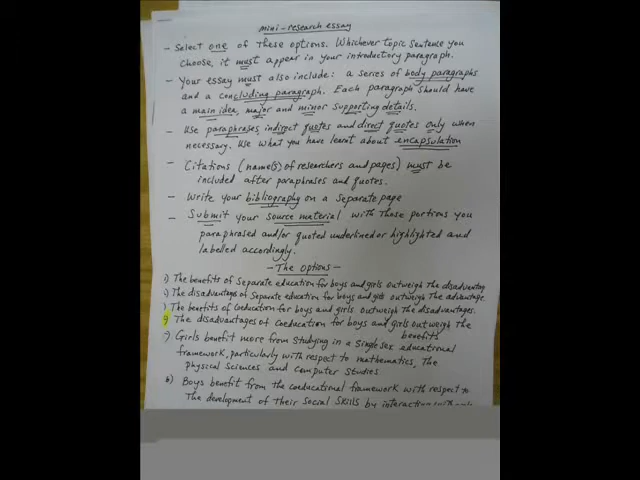 mini-research essay
- Select one of these options. Whichever topic sentence you
choose, it must appear in your introductory paragraph.
- Your essay must also include: a series of body paragraphs
and a concluding paragraph. Each paragraph should have
a main idea, major and minor supporting details.
- Use paraphrases, indirect quotes and direct quotes only when
necessary. Use what you have learnt about encapsulation
- Citations (name(s) of researchers and pages) must be
included after paraphrases and quotes.
- Write your bibliography on a separate page
- Submit your source material with those portions you
paraphrased and/or quoted underlined or highlighted and
labelled accordingly.
- The Options -
The benefits of separate education for boys and girls outweigh the disadvantag
The disadvantages of separate education for boys and girls outweigh the advantage.
The benefits of coeducation for boys and girls outweigh the disadvantages.
The disadvantages of coeducation for boys and girls outweigh the
benefits
Girls benefit more from studying in a single sex educational
framework, particularly with respect to mathematics, the
physical sciences and computer studies
6) Boys benefit from the coeducational framework with respect to
the development of their social skills by interaction with